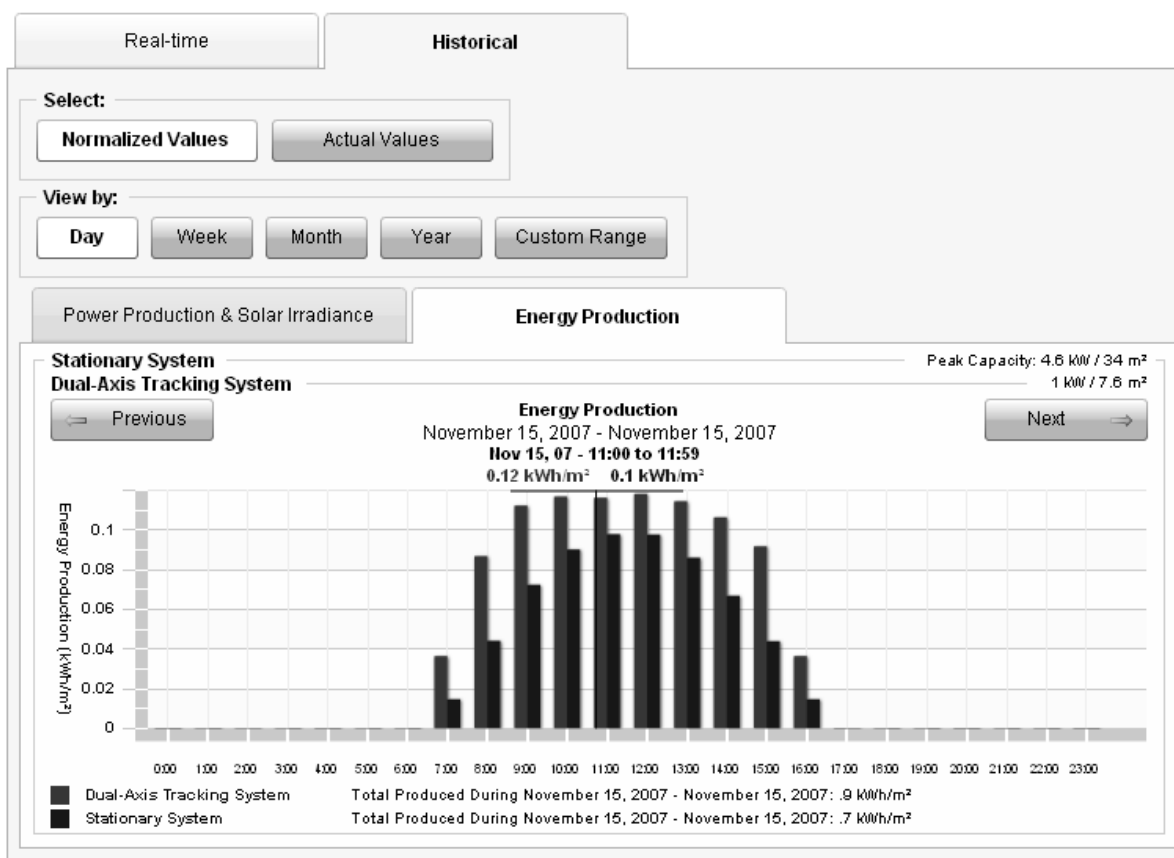 Real-time Historical
Select:
Normalized Values Actual Values
View by:
Day Week Month Year Custom Range
Power Production & Solar Irradiance Energy Production
Stationary System Peak Capacity: 4.6 kW / 34 m²
Dual-Axis Tracking System 1 kW / 7.6 m²
Previous Energy Production Next
November 15, 2007 - November 15, 2007
Nov 15, 07 - 11:00 to 11:59
0.12 kWh/m² 0.1 kWh/m²
Energy Production (kWh/m²)
0.1
0.08
0.06
0.04
0.02
0
0:00 1:00 2:00 3:00 4:00 5:00 6:00 7:00 8:00 9:00 10:00 11:00 12:00 13:00 14:00 15:00 16:00 17:00 18:00 19:00 20:00 21:00 22:00 23:00
Dual-Axis Tracking System Total Produced During November 15, 2007 - November 15, 2007: .9 kWh/m²
Stationary System Total Produced During November 15, 2007 - November 15, 2007: .7 kWh/m²